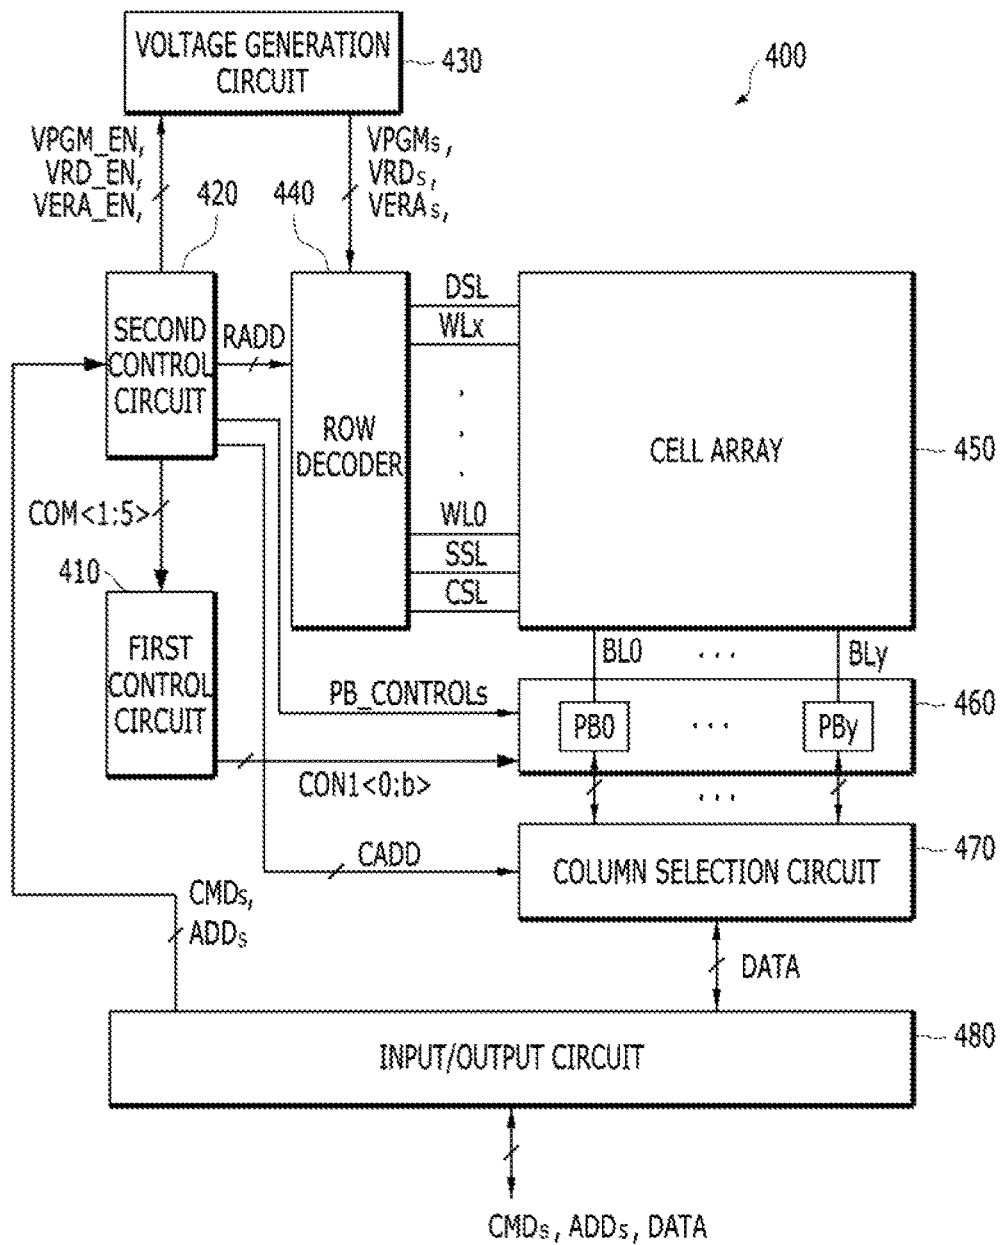 VOLTAGE GENERATION
CIRCUIT
430
400
VPGM_EN,
VRD_EN,
VERA_EN,
VPGMs,
VRDs,
VERAs,
420
440
SECOND
CONTROL
CIRCUIT
RADD
ROW
DECODER
DSL
WLx
WL0
SSL
CSL
CELL ARRAY
450
COM<1:5>
410
FIRST
CONTROL
CIRCUIT
BL0
...
BLy
PB_CONTROLs
PB0
...
PBy
460
CON1<0:b>
...
CADD
COLUMN SELECTION CIRCUIT
470
CMDs,
ADDs
DATA
INPUT/OUTPUT CIRCUIT
480
CMDs, ADDs, DATA